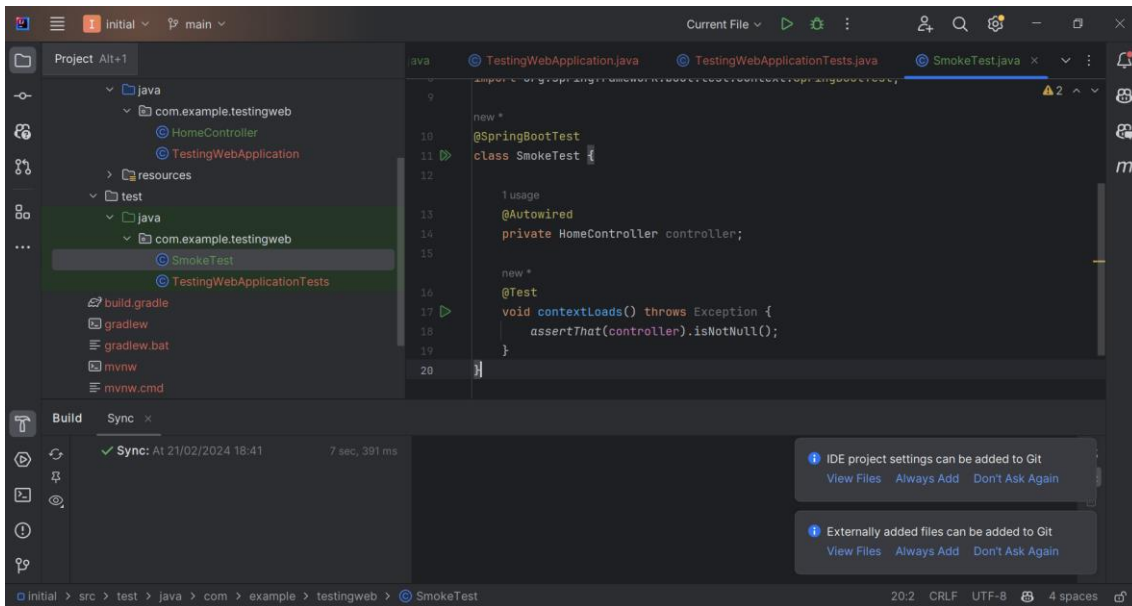 I initial main Current File
Project Alt+1
ava TestingWebApplication.java TestingWebApplicationTests.java SmokeTest.java
java
com.example.testingweb
HomeController
TestingWebApplication
resources
test
java
com.example.testingweb
SmokeTest
TestingWebApplicationTests
build.gradle
gradlew
gradlew.bat
mvnw
mvnw.cmd
2
9
new *
10 @SpringBootTest
11 class SmokeTest {
12
1 usage
13 @Autowired
14 private HomeController controller;
15
new *
16 @Test
17 void contextLoads() throws Exception {
18 assertThat(controller).isNotNull();
19 }
20 }
m
Build Sync
Sync: At 21/02/2024 18:41 7 sec, 391 ms
IDE project settings can be added to Git
View Files Always Add Don't Ask Again
Externally added files can be added to Git
View Files Always Add Don't Ask Again
initial > src > test > java > com > example > testingweb > SmokeTest 20:2 CRLF UTF-8 4 spaces